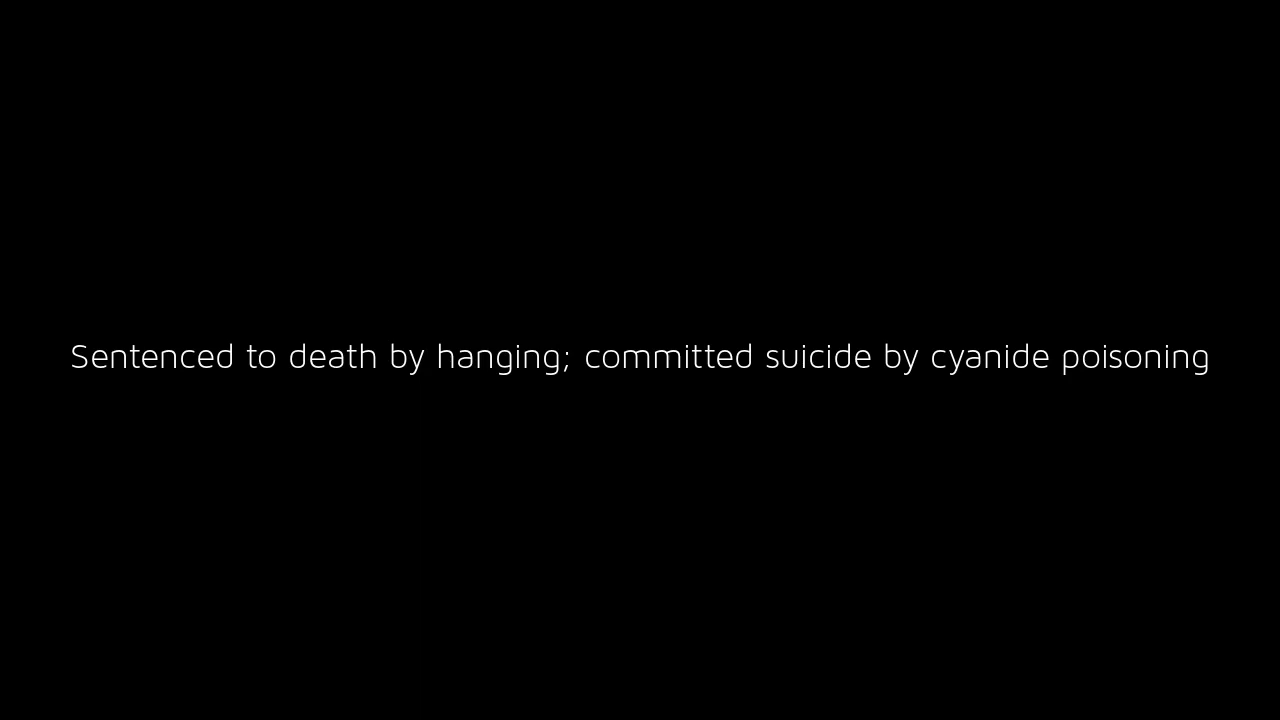 Sentenced to death by hanging; committed suicide by cyanide poisoning